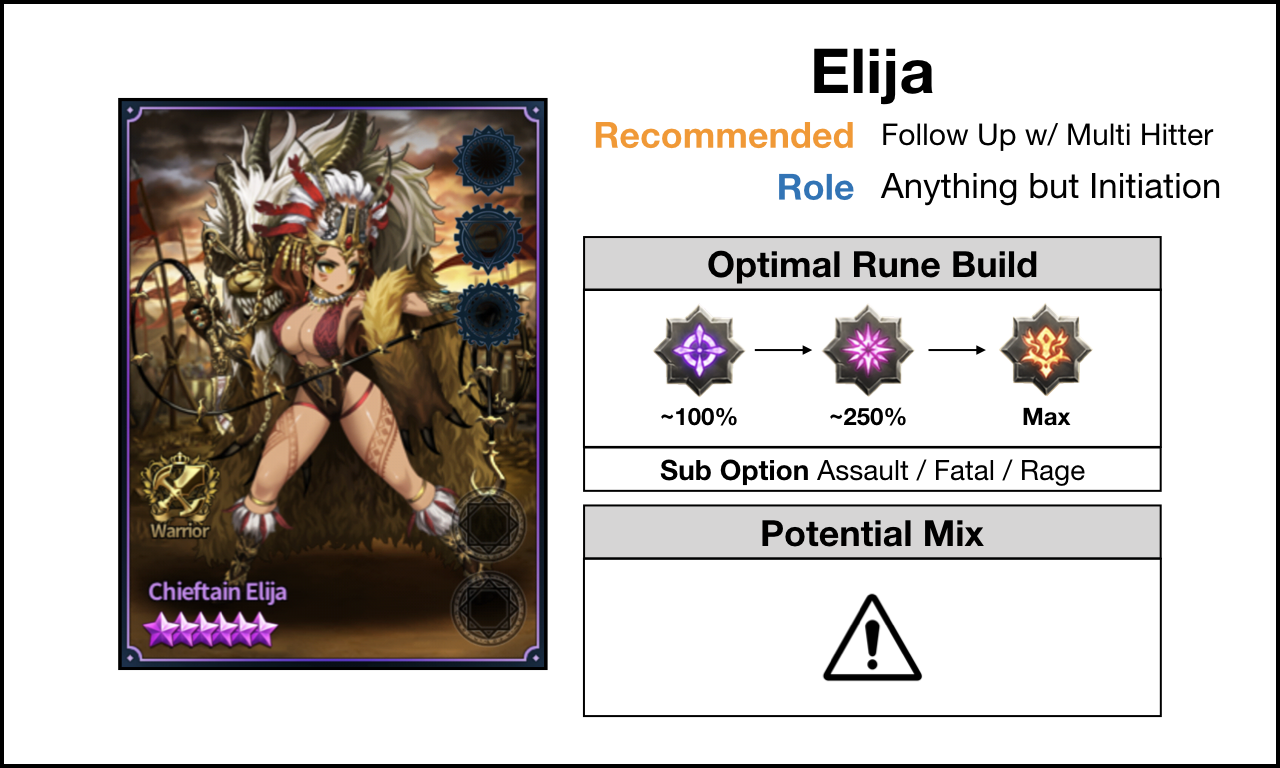 Elija
Recommended Follow Up w/ Multi Hitter
Role Anything but Initiation
Optimal Rune Build
~100% ~250% Max
Sub Option Assault / Fatal / Rage
Potential Mix
Warrior
Chieftain Elija